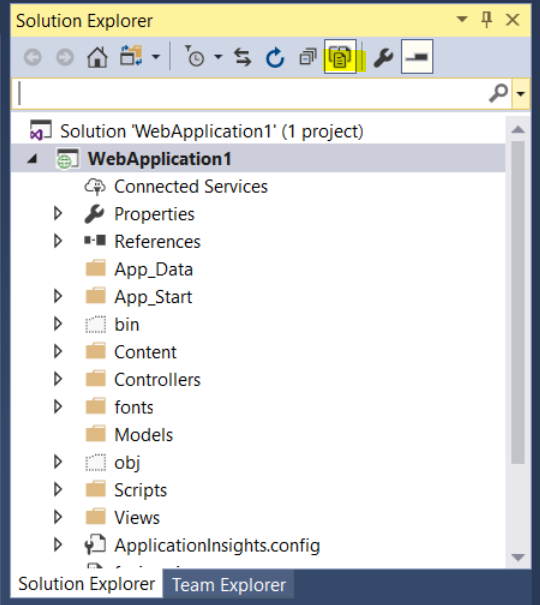 Solution Explorer
Solution 'WebApplication1' (1 project)
WebApplication1
Connected Services
Properties
References
App_Data
App_Start
bin
Content
Controllers
fonts
Models
obj
Scripts
Views
ApplicationInsights.config
Solution Explorer Team Explorer